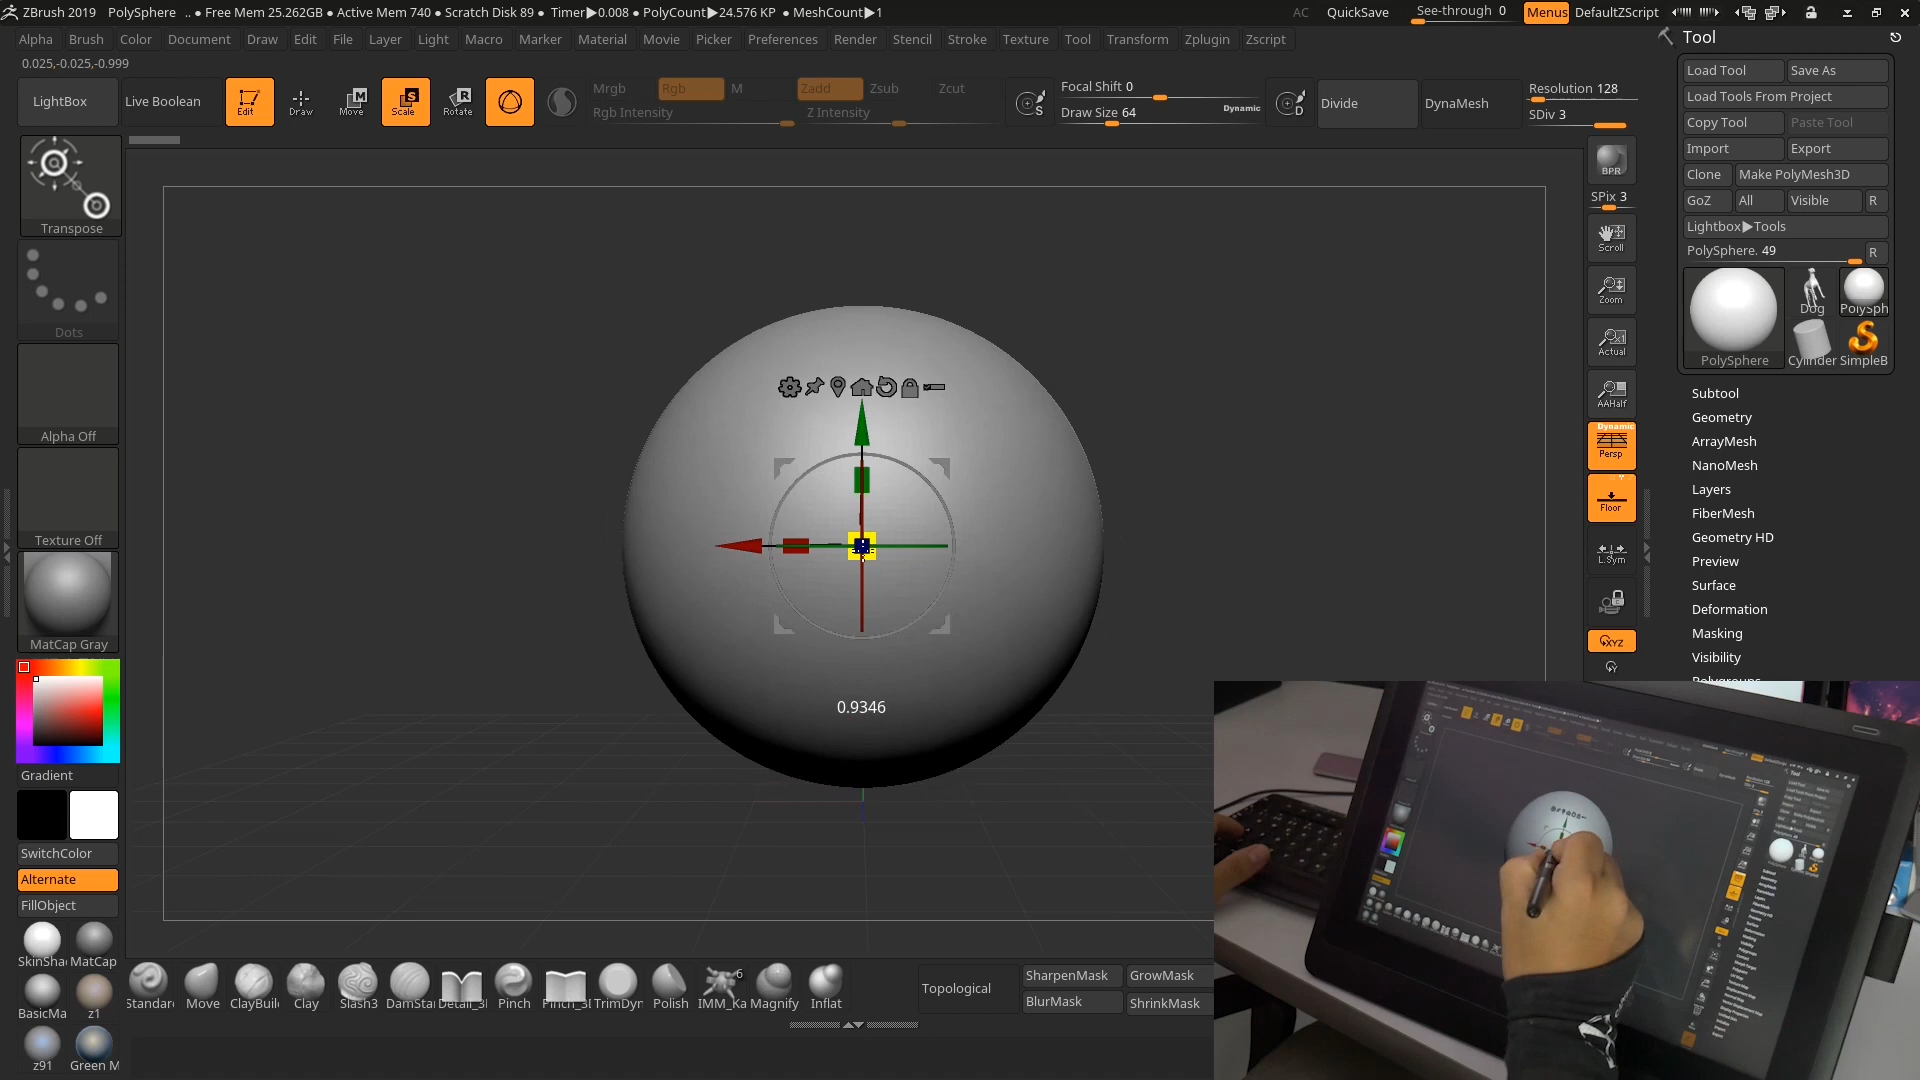 ZBrush 2019 PolySphere .. ● Free Mem 25.262GB ● Active Mem 740 ● Scratch Disk 89 ● Timer▶0.008 ● PolyCount▶24.576 KP ● MeshCount▶1 AC QuickSave See-through 0 Menus DefaultZScript
Alpha Brush Color Document Draw Edit File Layer Light Macro Marker Material Movie Picker Preferences Render Stencil Stroke Texture Tool Transform Zplugin Zscript
0.025,-0.025,-0.999
LightBox
Live Boolean
Edit
Draw
Move
Scale
Rotate
Mrgb Rgb M Zadd Zsub Zcut
Rgb Intensity Z Intensity
Focal Shift 0
Draw Size 64 Dynamic
Divide
DynaMesh
Resolution 128
SDiv 3
Tool
Load Tool Save As
Load Tools From Project
Copy Tool Paste Tool
Import Export
Clone Make PolyMesh3D
GoZ All Visible R
Lightbox▶Tools
PolySphere. 49 R
Dog PolySph
PolySphere Cylinder SimpleB
Subtool
Geometry
ArrayMesh
NanoMesh
Layers
FiberMesh
Geometry HD
Preview
Surface
Deformation
Masking
Visibility
Polygroups
BPR
SPix 3
Scroll
Zoom
Actual
AAHalf
Dynamic
Persp
Floor
L.Sym
XYZ
Y
Transpose
Dots
Alpha Off
Texture Off
MatCap Gray
Gradient
SwitchColor
Alternate
FillObject
SkinSha MatCap
BasicMa z1
z91 Green M
0.9346
Standar Move ClayBuil Clay Slash3 DamSta Detail_3 Pinch Pinch_3 TrimDyn Polish IMM_Ka 6 Magnify Inflat
Topological
SharpenMask GrowMask
BlurMask ShrinkMask